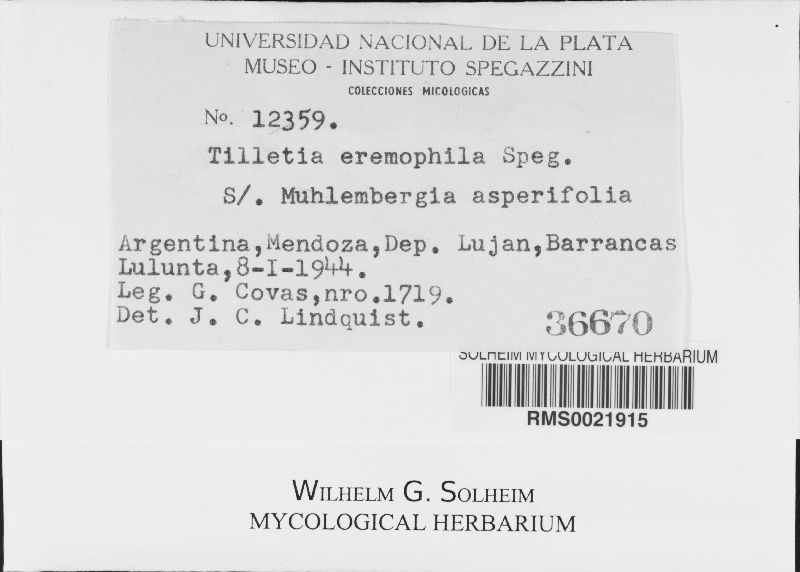 UNIVERSIDAD NACIONAL DE LA PLATA
MUSEO - INSTITUTO SPEGAZZINI
COLECCIONES MICOLOGICAS
No. 12359.
Tilletia eremophila Speg.
S/. Muhlembergia asperifolia
Argentina,Mendoza,Dep. Lujan,Barrancas
Lulunta,8-I-1944.
Leg. G. Covas,nro.1719.
Det. J. C. Lindquist.
36670
SOLHEIM MYCOLOGICAL HERBARIUM
RMS0021915
WILHELM G. SOLHEIM
MYCOLOGICAL HERBARIUM